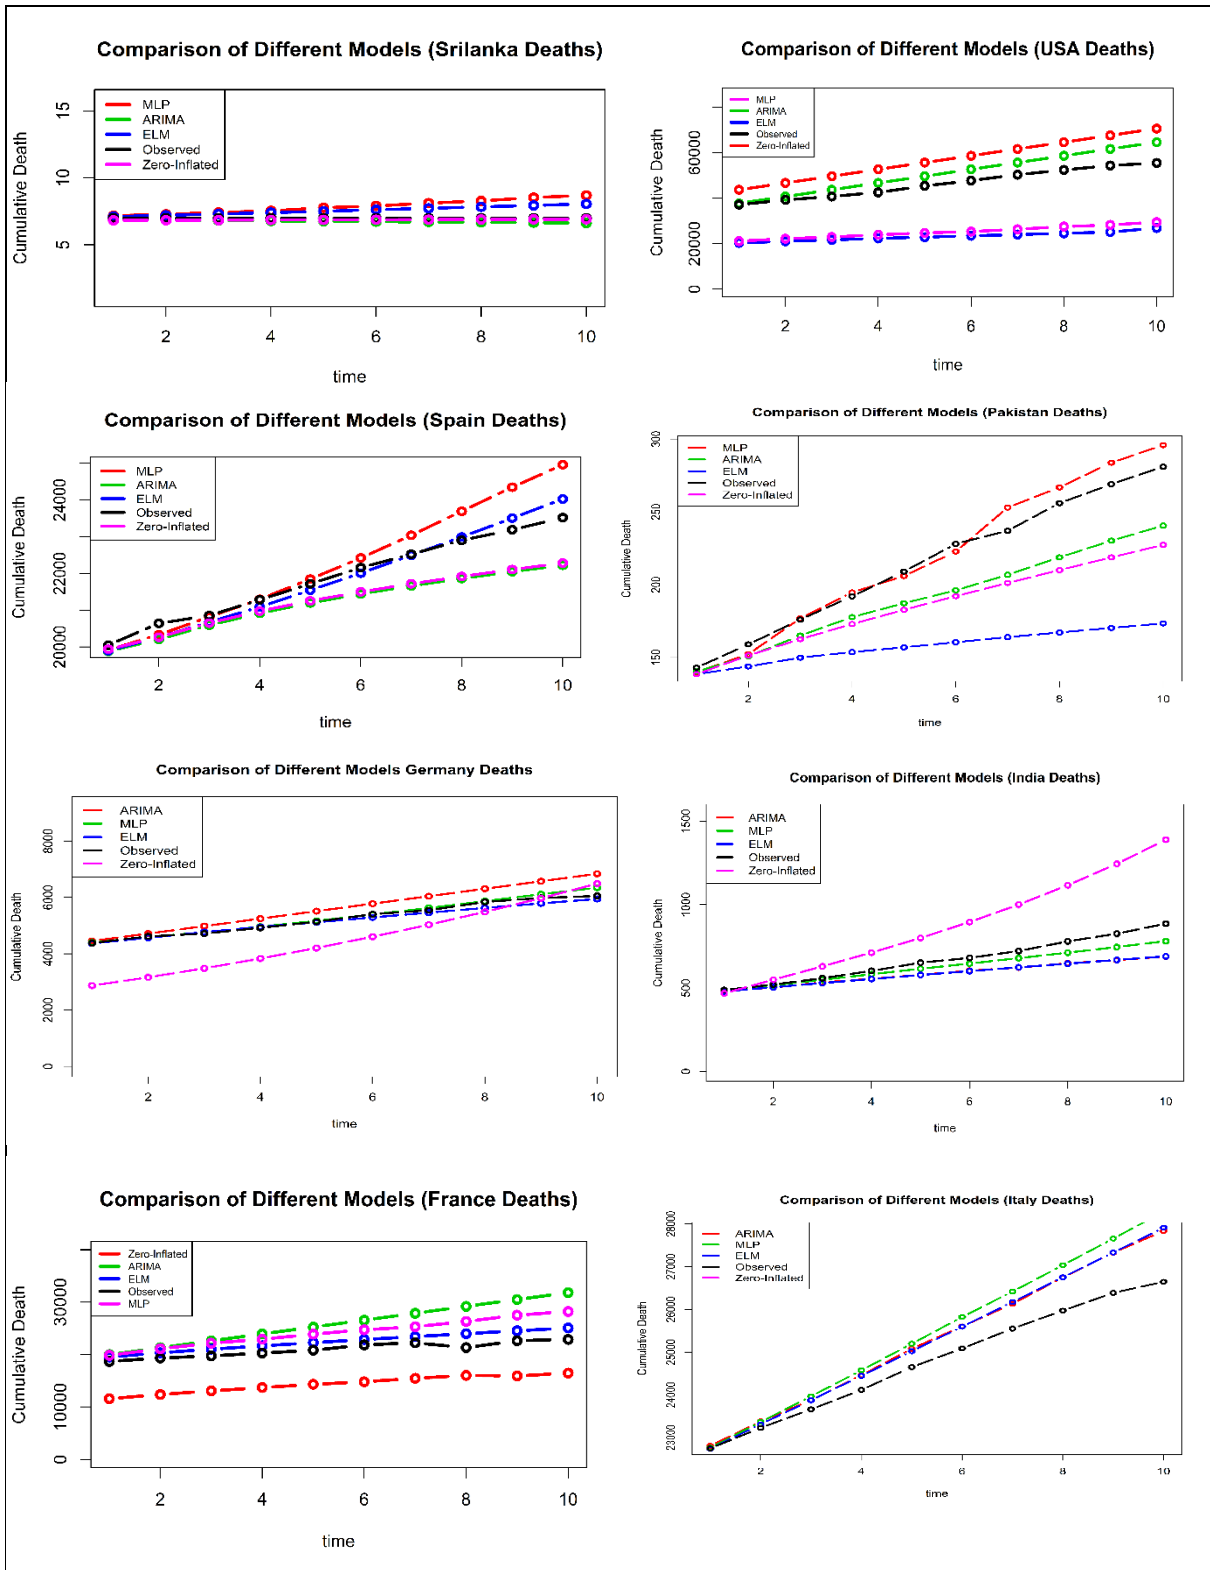 Comparison of Different Models (Srilanka Deaths)
Cumulative Death
15
10
5
MLP
ARIMA
ELM
Observed
Zero-Inflated
2 4 6 8 10
time
Comparison of Different Models (USA Deaths)
Cumulative Death
60000
20000
0
MLP
ARIMA
ELM
Observed
Zero-Inflated
2 4 6 8 10
time
Comparison of Different Models (Spain Deaths)
Cumulative Death
24000
22000
20000
MLP
ARIMA
ELM
Observed
Zero-Inflated
2 4 6 8 10
time
Comparison of Different Models (Pakistan Deaths)
Cumulative Death
300
250
200
150
MLP
ARIMA
ELM
Observed
Zero-Inflated
2 4 6 8 10
time
Comparison of Different Models Germany Deaths
Cumulative Death
8000
6000
4000
2000
0
ARIMA
MLP
ELM
Observed
Zero-Inflated
2 4 6 8 10
time
Comparison of Different Models (India Deaths)
Cumulative Death
1500
1000
500
0
ARIMA
MLP
ELM
Observed
Zero-Inflated
2 4 6 8 10
time
Comparison of Different Models (France Deaths)
Cumulative Death
30000
10000
0
Zero-Inflated
ARIMA
ELM
Observed
MLP
2 4 6 8 10
time
Comparison of Different Models (Italy Deaths)
Cumulative Death
28000
27000
26000
25000
24000
23000
ARIMA
MLP
ELM
Observed
Zero-Inflated
2 4 6 8 10
time